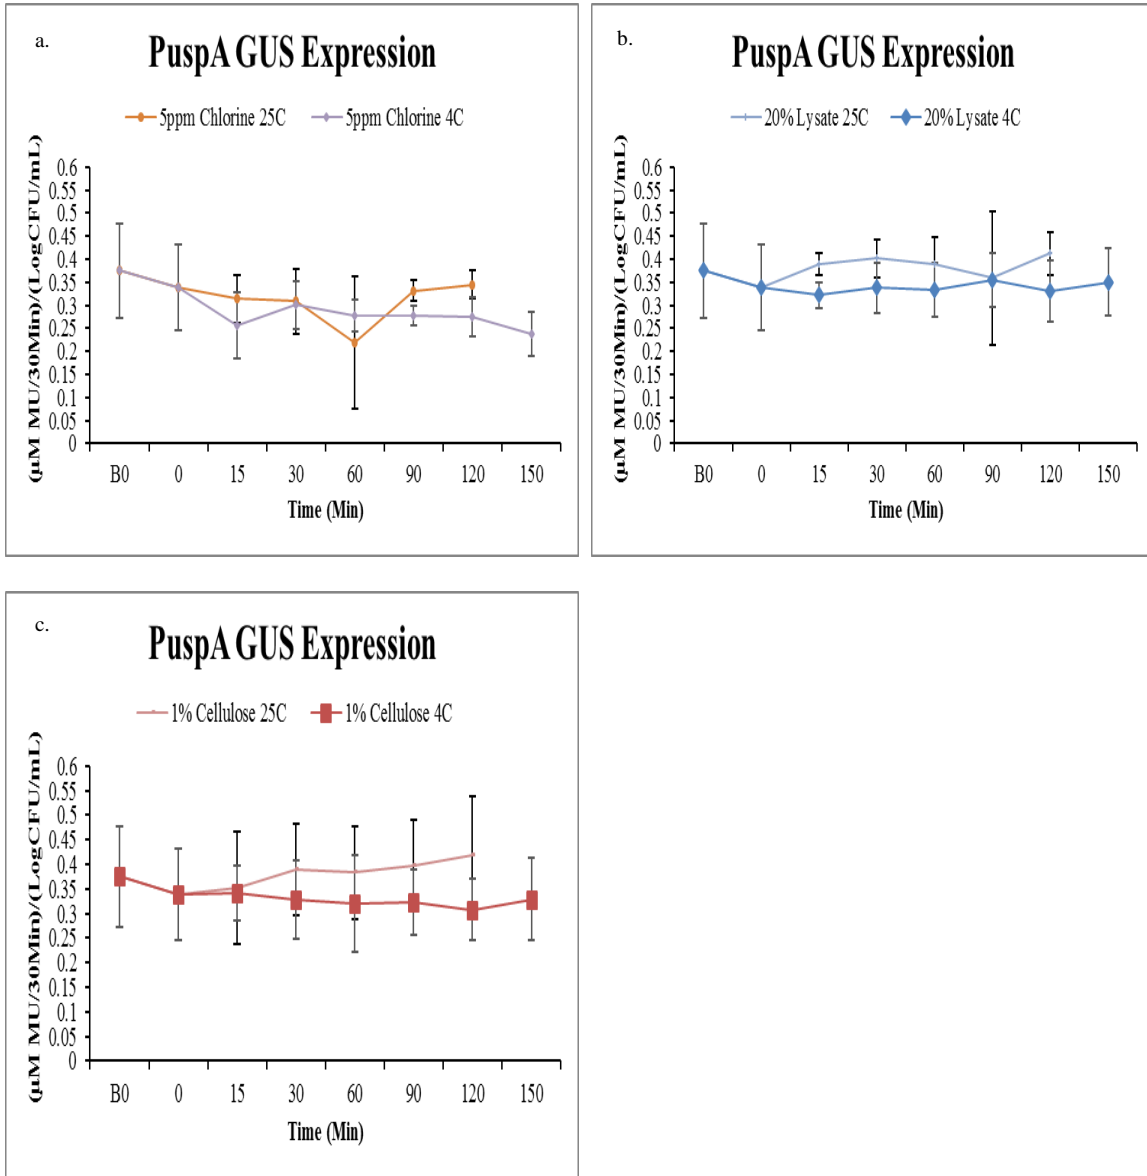 a.
PuspA GUS Expression
5ppm Chlorine 25C 5ppm Chlorine 4C
(µM MU/30Min)/(LogCFU/mL)
0.6
0.55
0.5
0.45
0.4
0.35
0.3
0.25
0.2
0.15
0.1
0.05
0
B0 0 15 30 60 90 120 150
Time (Min)
b.
PuspA GUS Expression
20% Lysate 25C 20% Lysate 4C
(µM MU/30Min)/(LogCFU/mL)
0.6
0.55
0.5
0.45
0.4
0.35
0.3
0.25
0.2
0.15
0.1
0.05
0
B0 0 15 30 60 90 120 150
Time (Min)
c.
PuspA GUS Expression
1% Cellulose 25C 1% Cellulose 4C
(µM MU/30Min)/(LogCFU/mL)
0.6
0.55
0.5
0.45
0.4
0.35
0.3
0.25
0.2
0.15
0.1
0.05
0
B0 0 15 30 60 90 120 150
Time (Min)